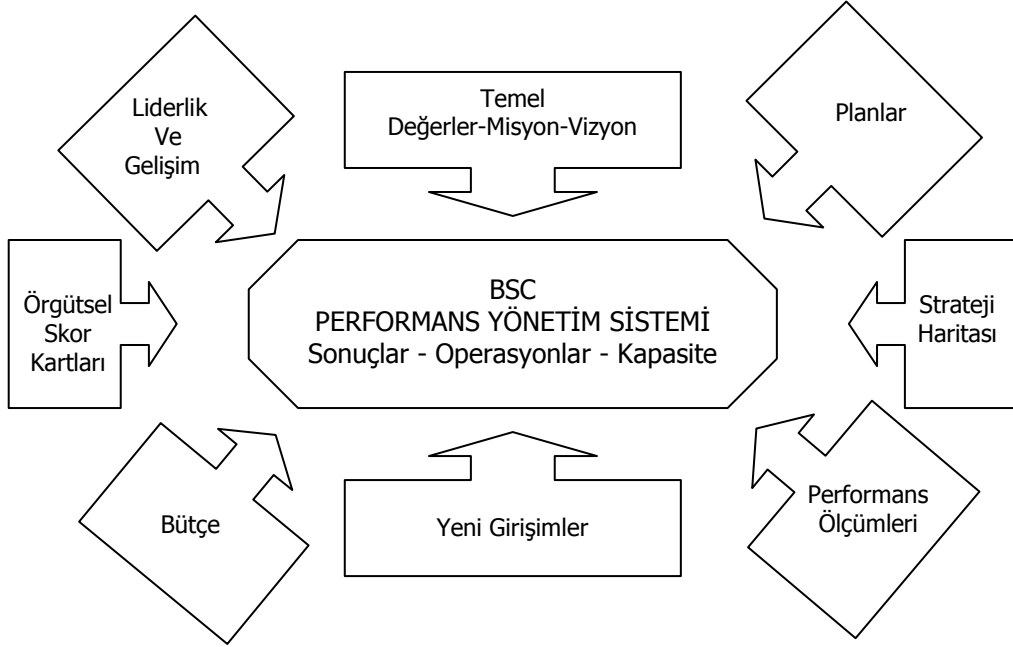 Liderlik
Ve
Gelişim
Temel
Değerler-Misyon-Vizyon
Planlar
Örgütsel
Skor
Kartları
BSC
PERFORMANS YÖNETİM SİSTEMİ
Sonuçlar - Operasyonlar - Kapasite
Strateji
Haritası
Bütçe
Yeni Girişimler
Performans
Ölçümleri